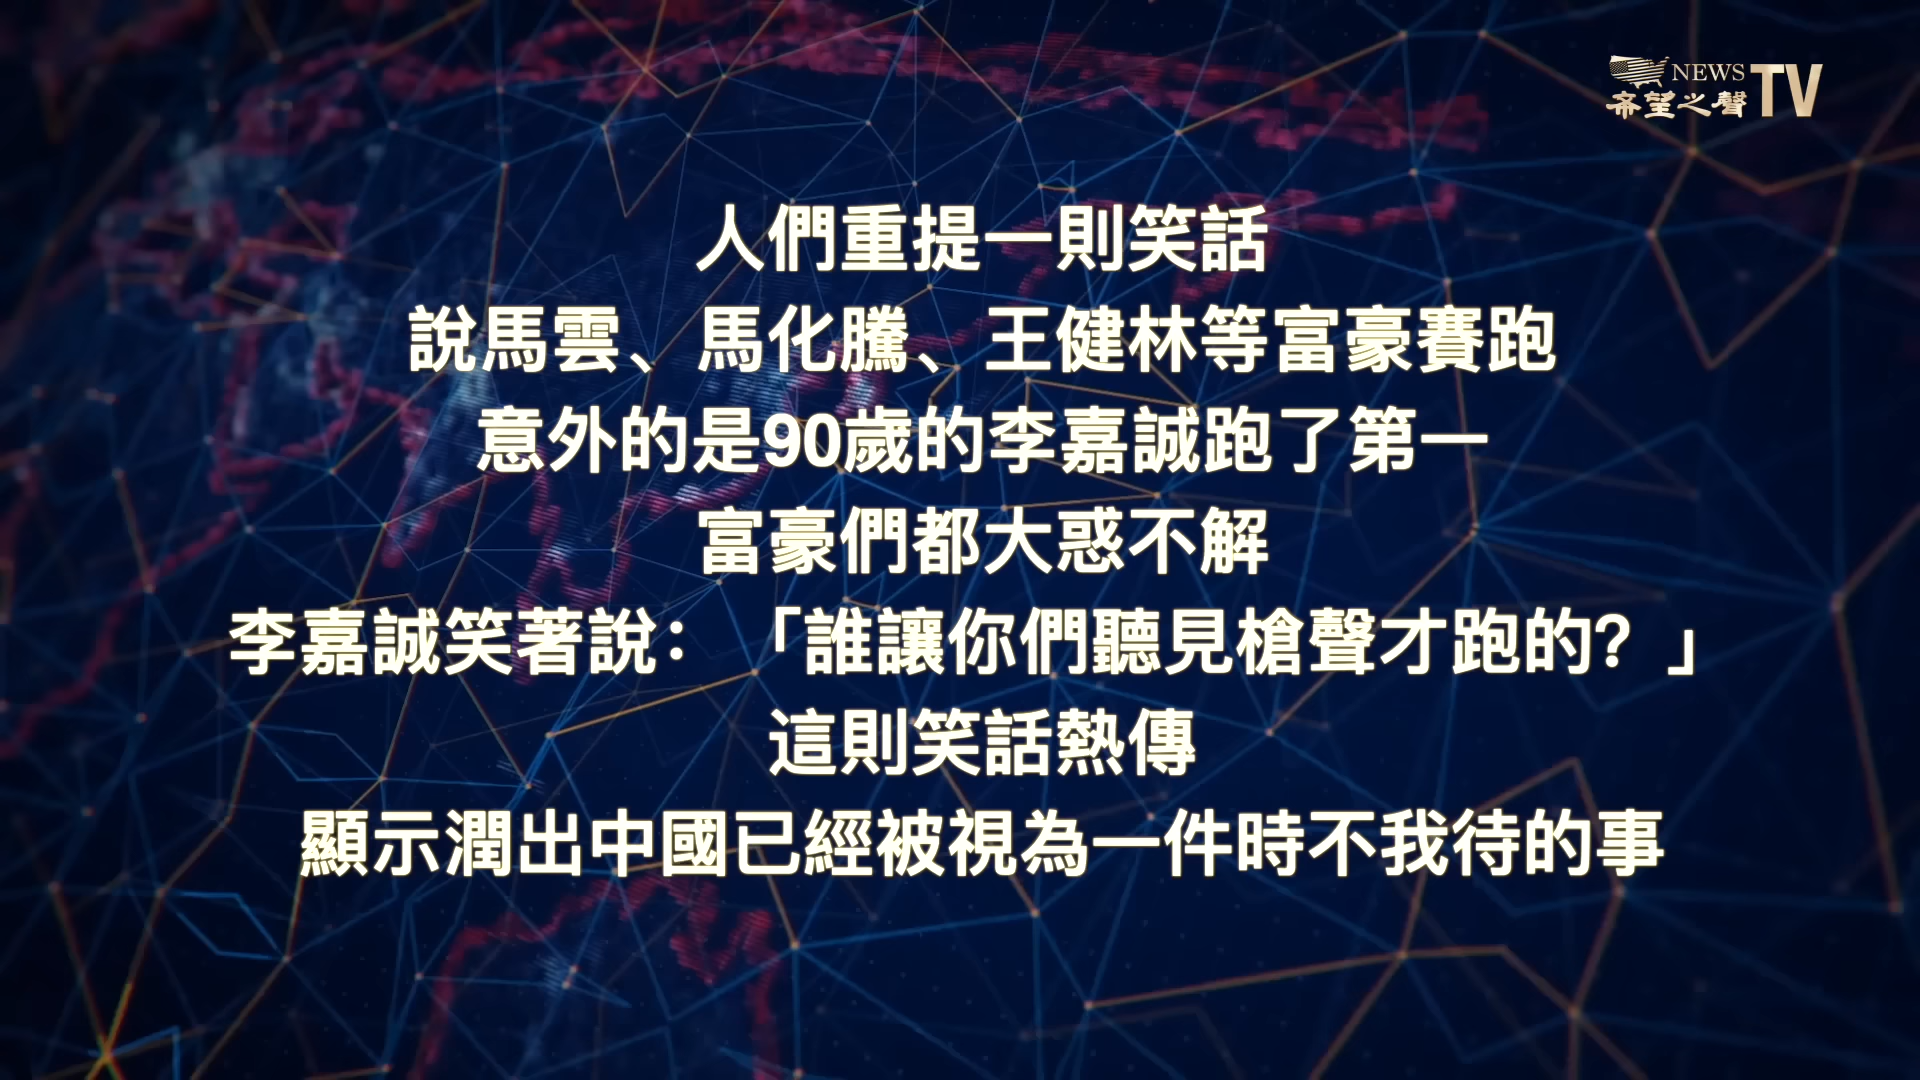 NEWS
希望之聲TV
人們重提一則笑話
說馬雲、馬化騰、王健林等富豪賽跑
意外的是90歲的李嘉誠跑了第一
富豪們都大惑不解
李嘉誠笑著說：「誰讓你們聽見槍聲才跑的？」
這則笑話熱傳
顯示潤出中國已經被視為一件時不我待的事